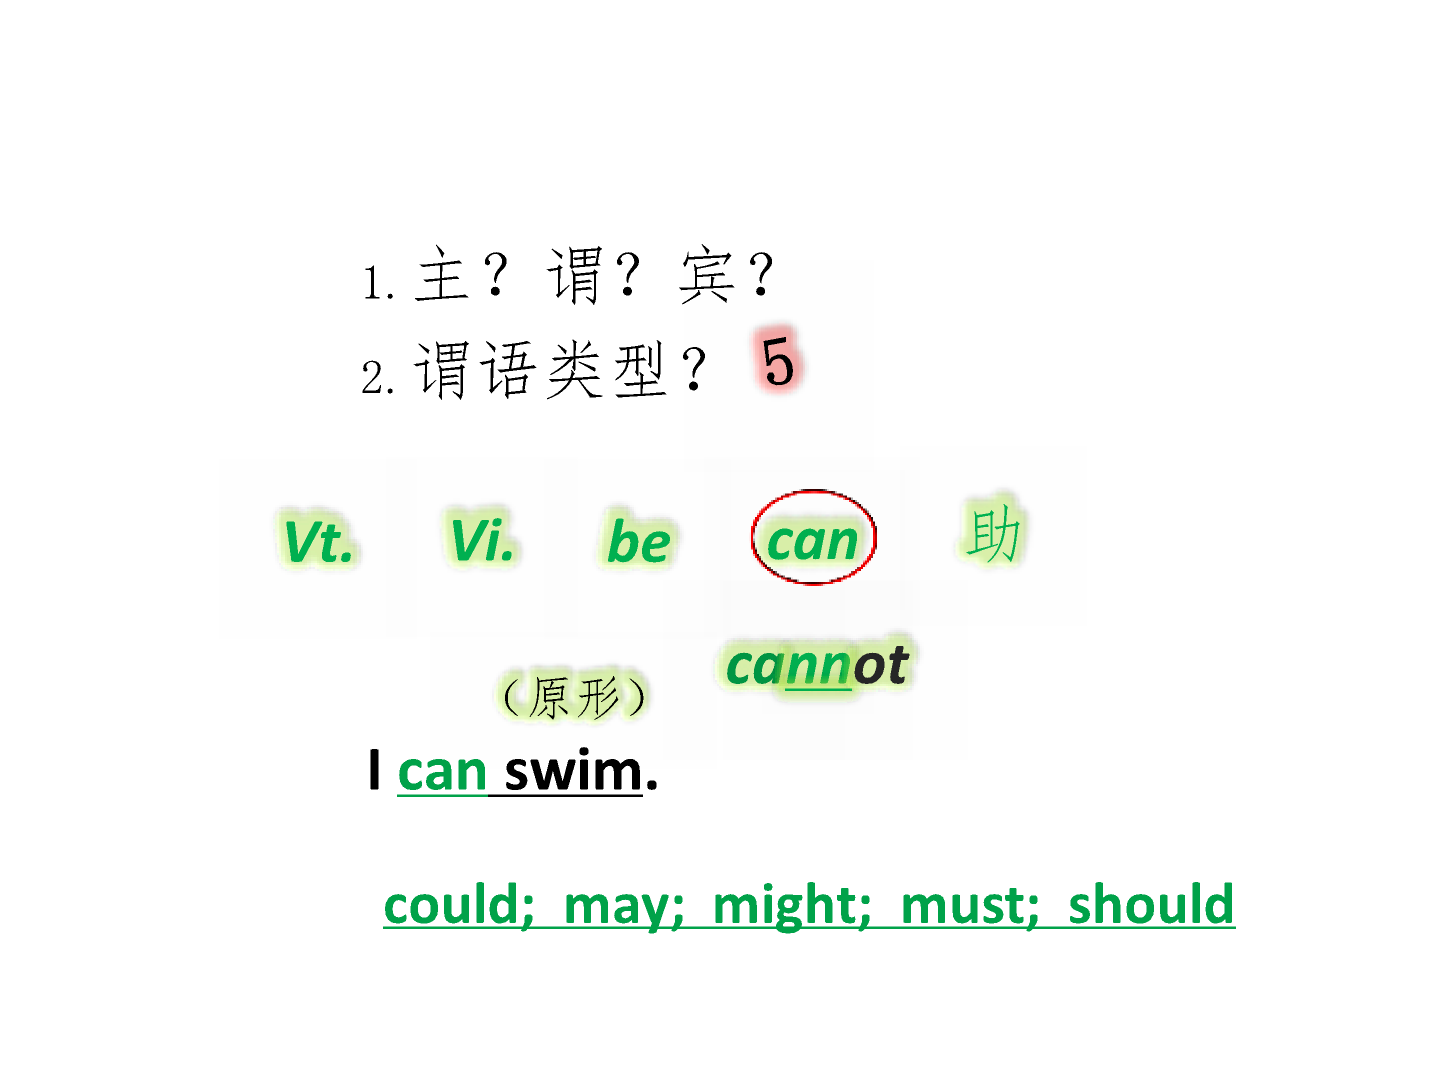 1.主？谓？宾？
2.谓语类型？ 5
Vt. Vi. be can 助
cannot
（原形）
I can swim.
could; may; might; must; should